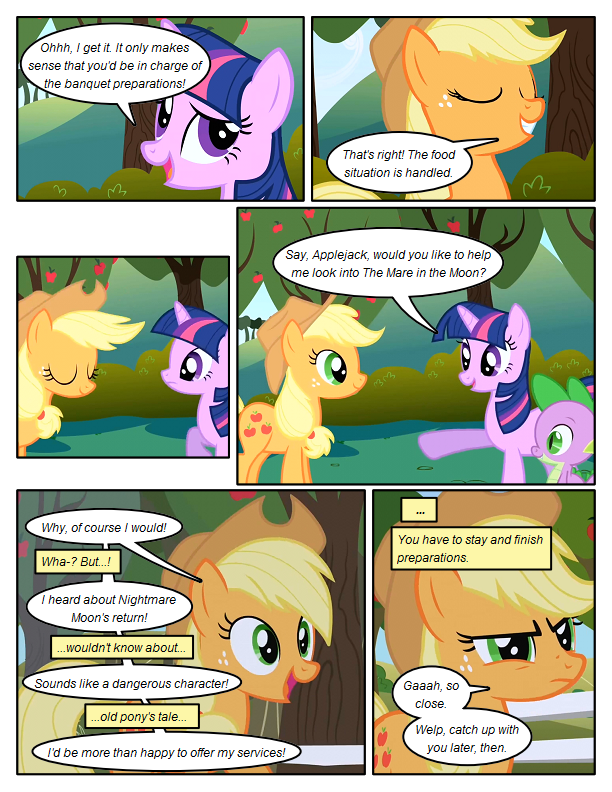 Ohhh, I get it. It only makes
sense that you'd be in charge of
the banquet preparations!
That's right! The food
situation is handled.
Say, Applejack, would you like to help
me look into The Mare in the Moon?
Why, of course I would!
Wha-? But...!
I heard about Nightmare
Moon's return!
...wouldn't know about...
Sounds like a dangerous character!
...old pony's tale...
I'd be more than happy to offer my services!
...
You have to stay and finish
preparations.
Gaaah, so
close.
Welp, catch up with
you later, then.